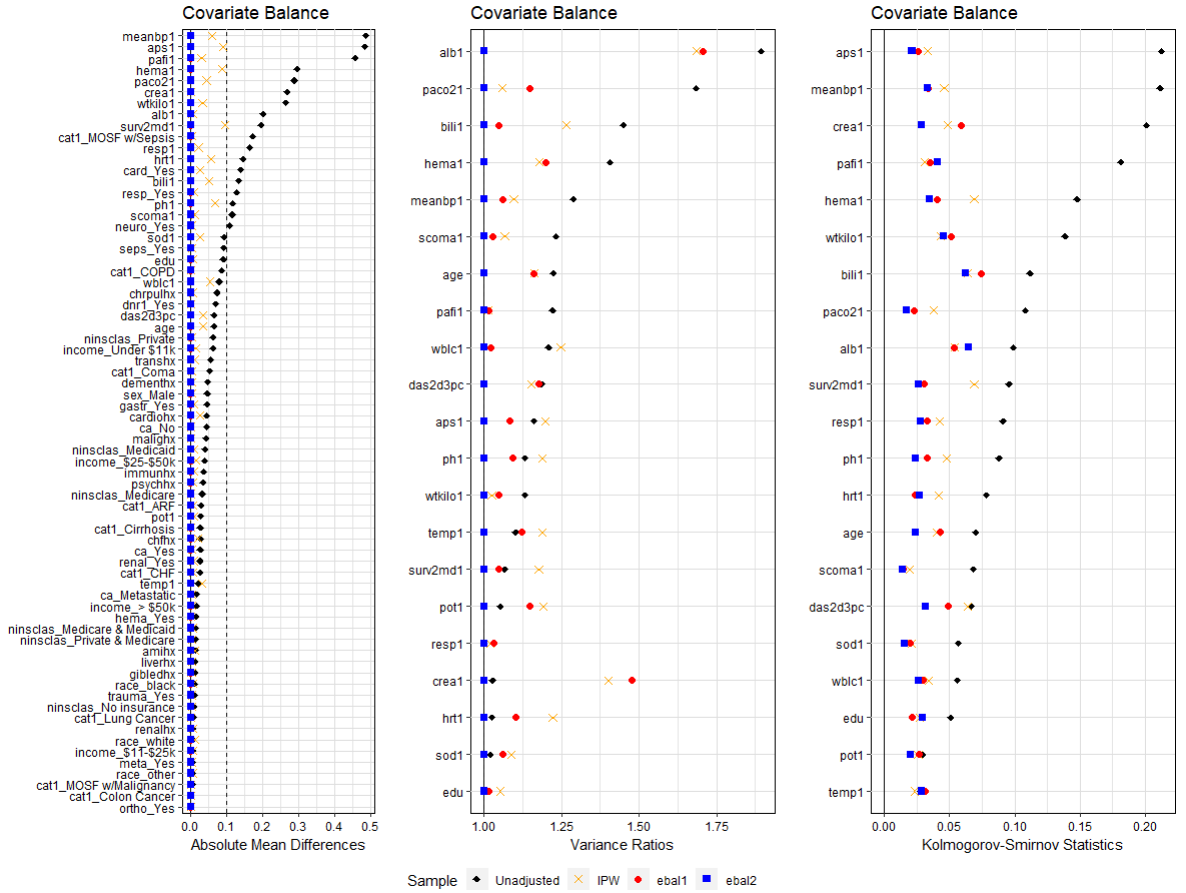 Covariate Balance
meanbp1
aps1
pafi1
hema1
paco21
crea1
wtkilo1
alb1
surv2md1
cat1_MOSF w/Sepsis
resp1
hrt1
card_Yes
bili1
resp_Yes
ph1
scoma1
neuro_Yes
sod1
seps_Yes
edu
cat1_COPD
wblc1
chrpulhx
dnr1_Yes
das2d3pc
age
ninsclas_Private
income_Under $11k
transhx
cat1_Coma
dementhx
sex_Male
gastr_Yes
cardiohx
ca_No
malighx
ninsclas_Medicaid
income_$25-$50k
immunhx
psychhx
ninsclas_Medicare
cat1_ARF
pot1
cat1_Cirrhosis
chfhx
ca_Yes
renal_Yes
cat1_CHF
temp1
ca_Metastatic
income_> $50k
hema_Yes
ninsclas_Medicare & Medicaid
ninsclas_Private & Medicare
amihx
liverhx
gibledhx
race_black
trauma_Yes
ninsclas_No insurance
cat1_Lung Cancer
renalhx
race_white
income_$11-$25k
meta_Yes
race_other
cat1_MOSF w/Malignancy
cat1_Colon Cancer
ortho_Yes
0.0 0.1 0.2 0.3 0.4 0.5
Absolute Mean Differences
Covariate Balance
alb1
paco21
bili1
hema1
meanbp1
scoma1
age
pafi1
wblc1
das2d3pc
aps1
ph1
wtkilo1
temp1
surv2md1
pot1
resp1
crea1
hrt1
sod1
edu
1.00 1.25 1.50 1.75
Variance Ratios
Covariate Balance
aps1
meanbp1
crea1
pafi1
hema1
wtkilo1
bili1
paco21
alb1
surv2md1
resp1
ph1
hrt1
age
scoma1
das2d3pc
sod1
wblc1
edu
pot1
temp1
0.00 0.05 0.10 0.15 0.20
Kolmogorov-Smirnov Statistics
Sample Unadjusted IPW ebal1 ebal2